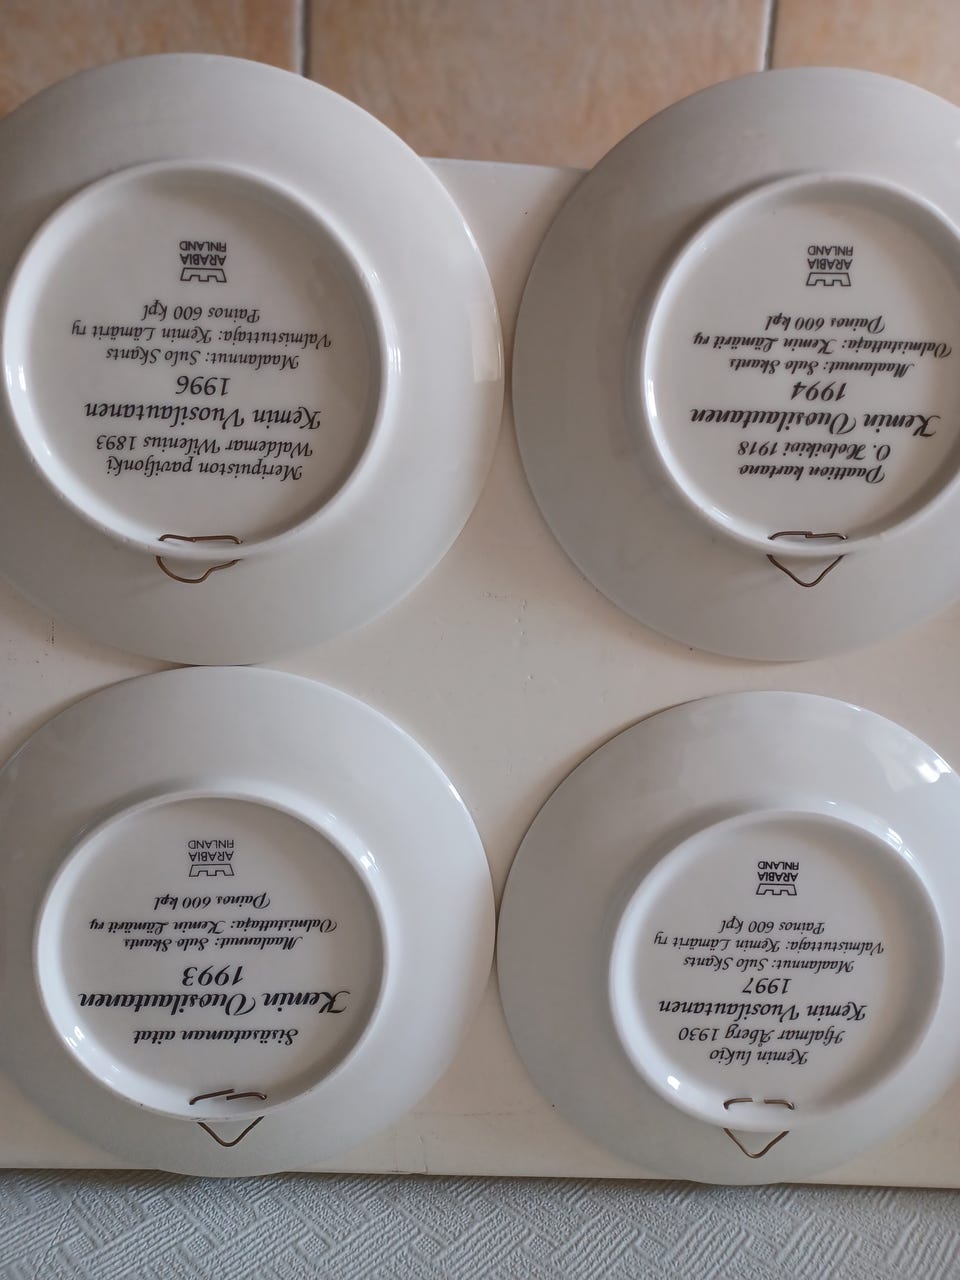 Meripuiston paviljonki
Waldemar Wilenius 1893
Kemin Vuosilautanen
1996
Maalannut: Sulo Skants
Valmistuttaja: Kemin Lämärit ry
Painos 600 kpl
ARABIA
FINLAND
Paattion kartano
O. Holvikivi 1918
Kemin Vuosilautanen
1994
Maalannut: Sulo Skants
Valmistuttaja: Kemin Lämärit ry
Painos 600 kpl
ARABIA
FINLAND
Sisäsataman aitat
Kemin Vuosilautanen
1993
Maalannut: Sulo Skants
Valmistuttaja: Kemin Lämärit ry
Painos 600 kpl
ARABIA
FINLAND
Kemin lukio
Hjalmar Åberg 1930
Kemin Vuosilautanen
1997
Maalannut: Sulo Skants
Valmistuttaja: Kemin Lämärit ry
Painos 600 kpl
ARABIA
FINLAND